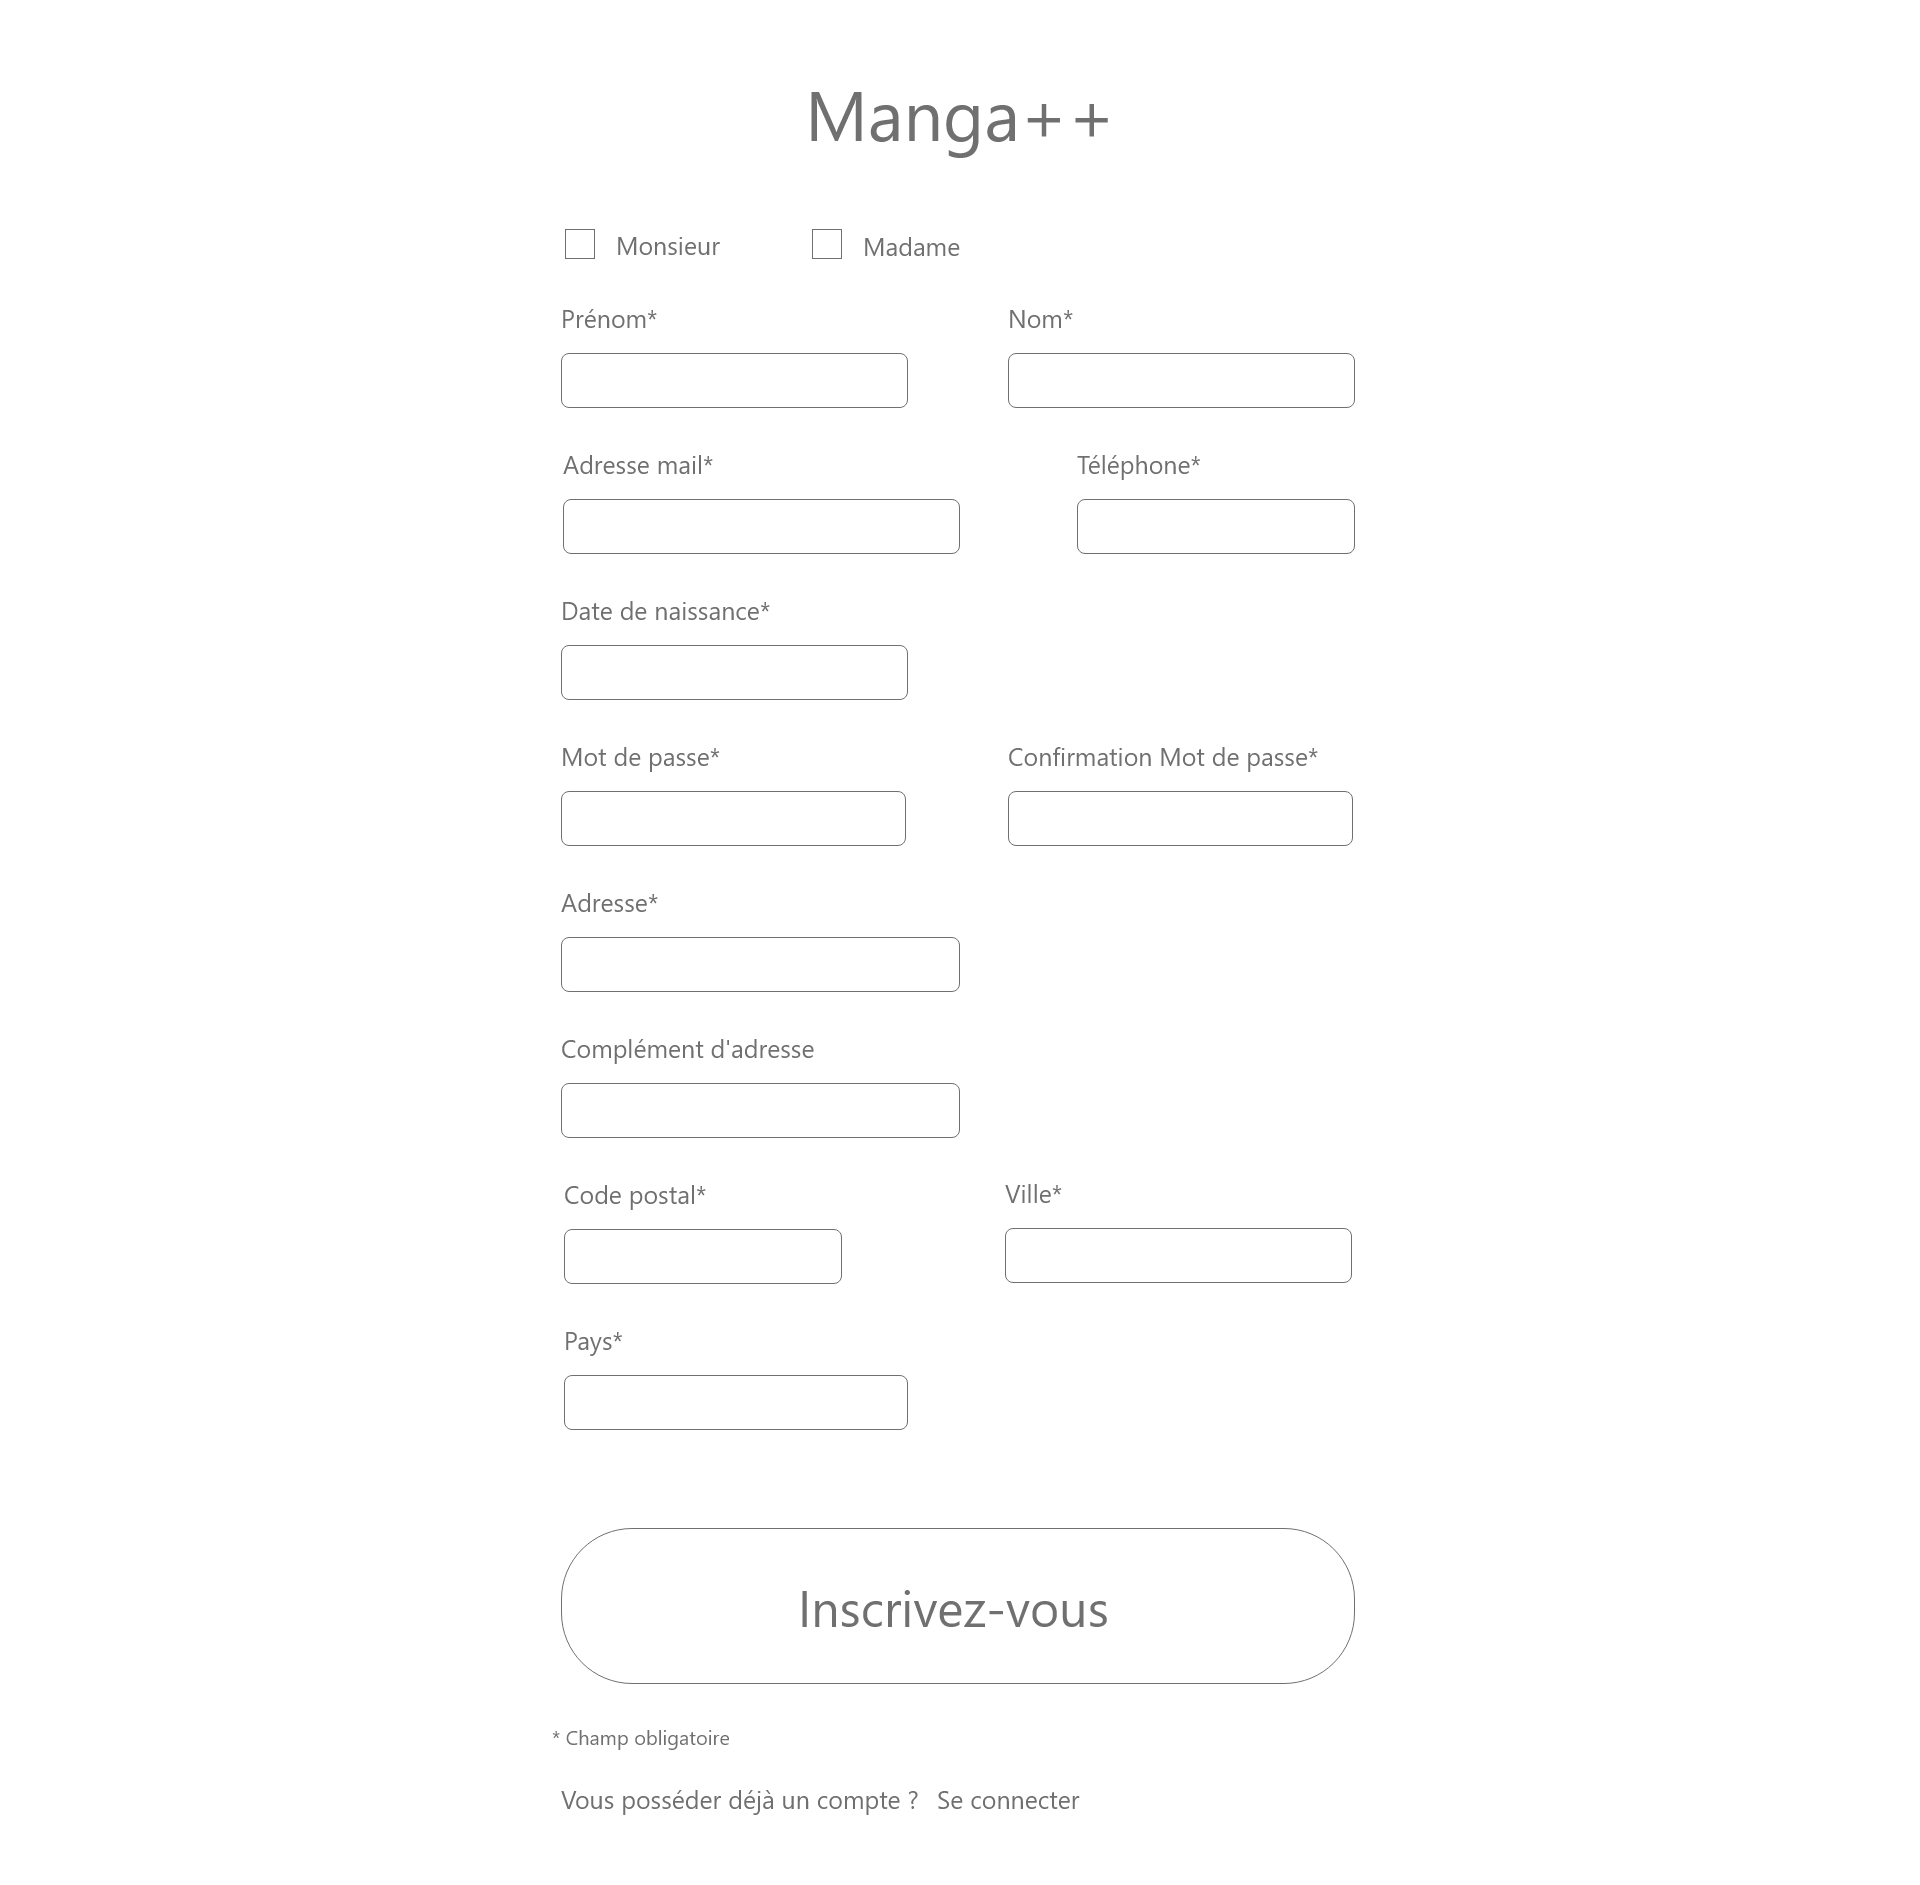 Manga++
Monsieur Madame
Prénom* Nom*
Adresse mail* Téléphone*
Date de naissance*
Mot de passe* Confirmation Mot de passe*
Adresse*
Complément d'adresse
Code postal* Ville*
Pays*
Inscrivez-vous
* Champ obligatoire
Vous posséder déjà un compte ? Se connecter